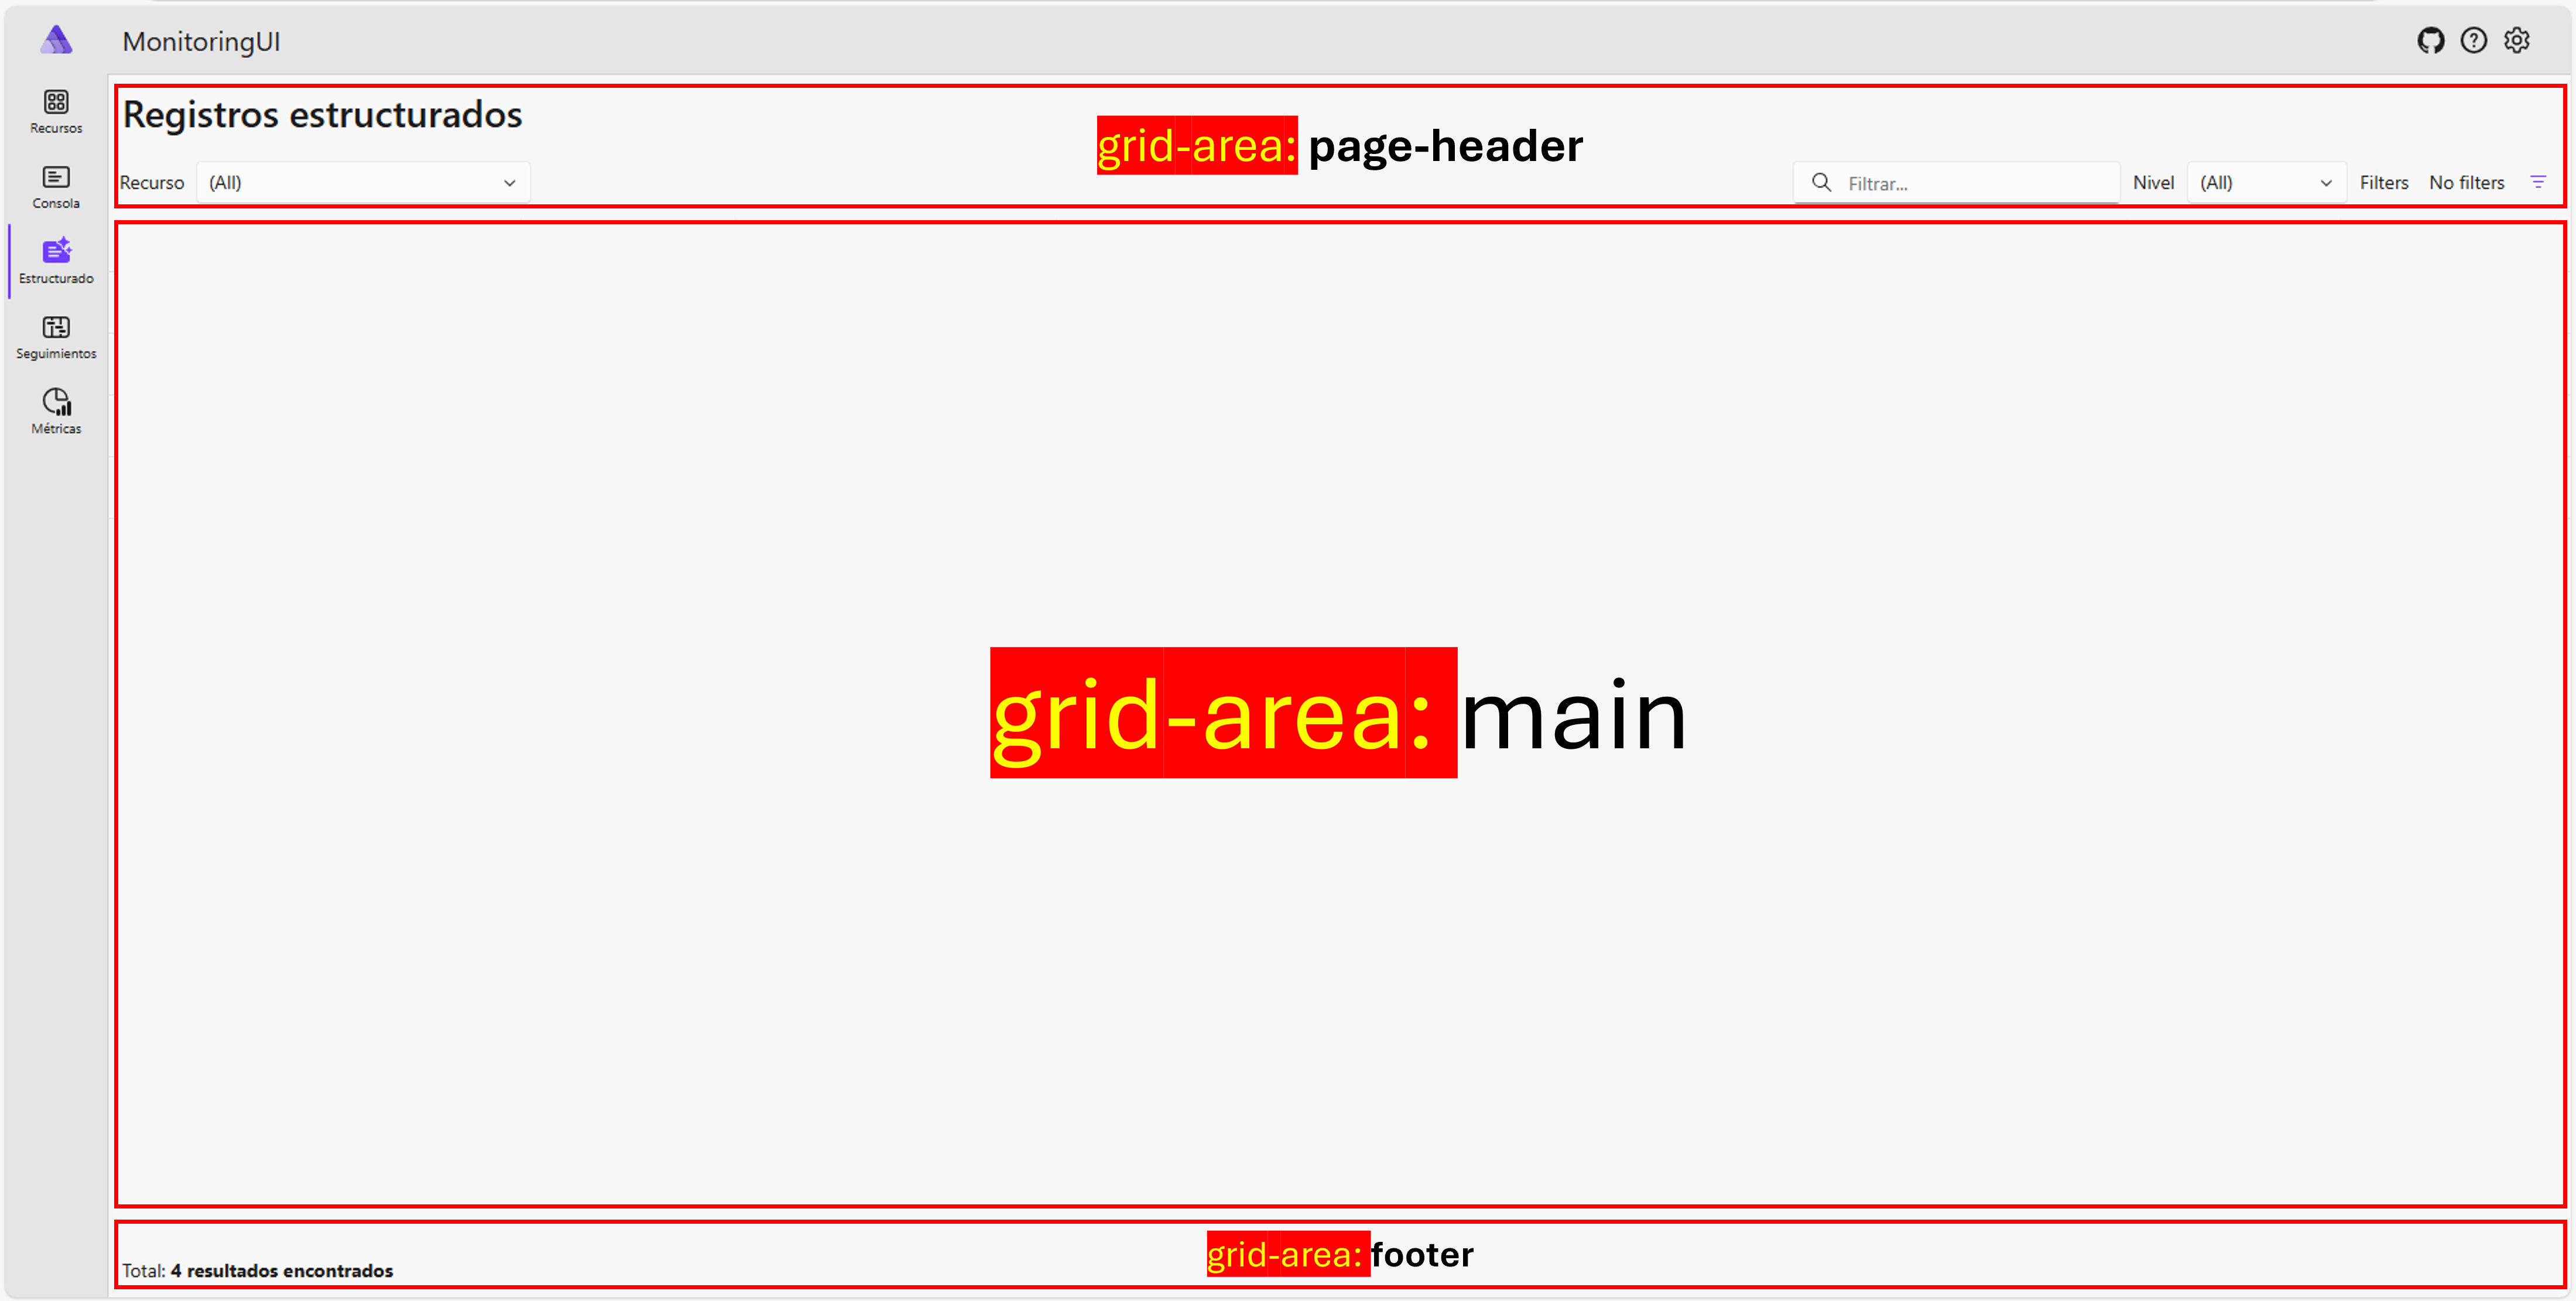 MonitoringUI
Recursos
Consola
Estructurado
Seguimientos
Métricas
Registros estructurados
grid-area: page-header
Recurso (All) Filtrar... Nivel (All) Filters No filters
grid-area: main
grid-area: footer
Total: 4 resultados encontrados